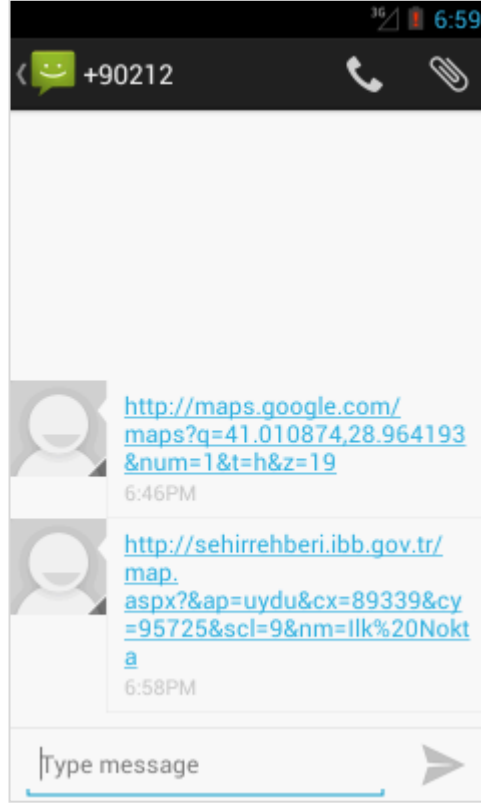 3G 6:59
+90212
http://maps.google.com/
maps?q=41.010874,28.964193
&num=1&t=h&z=19
6:46PM
http://sehirrehberi.ibb.gov.tr/
map.
aspx?&ap=uydu&cx=89339&cy
=95725&scl=9&nm=Ilk%20Nokt
a
6:58PM
Type message